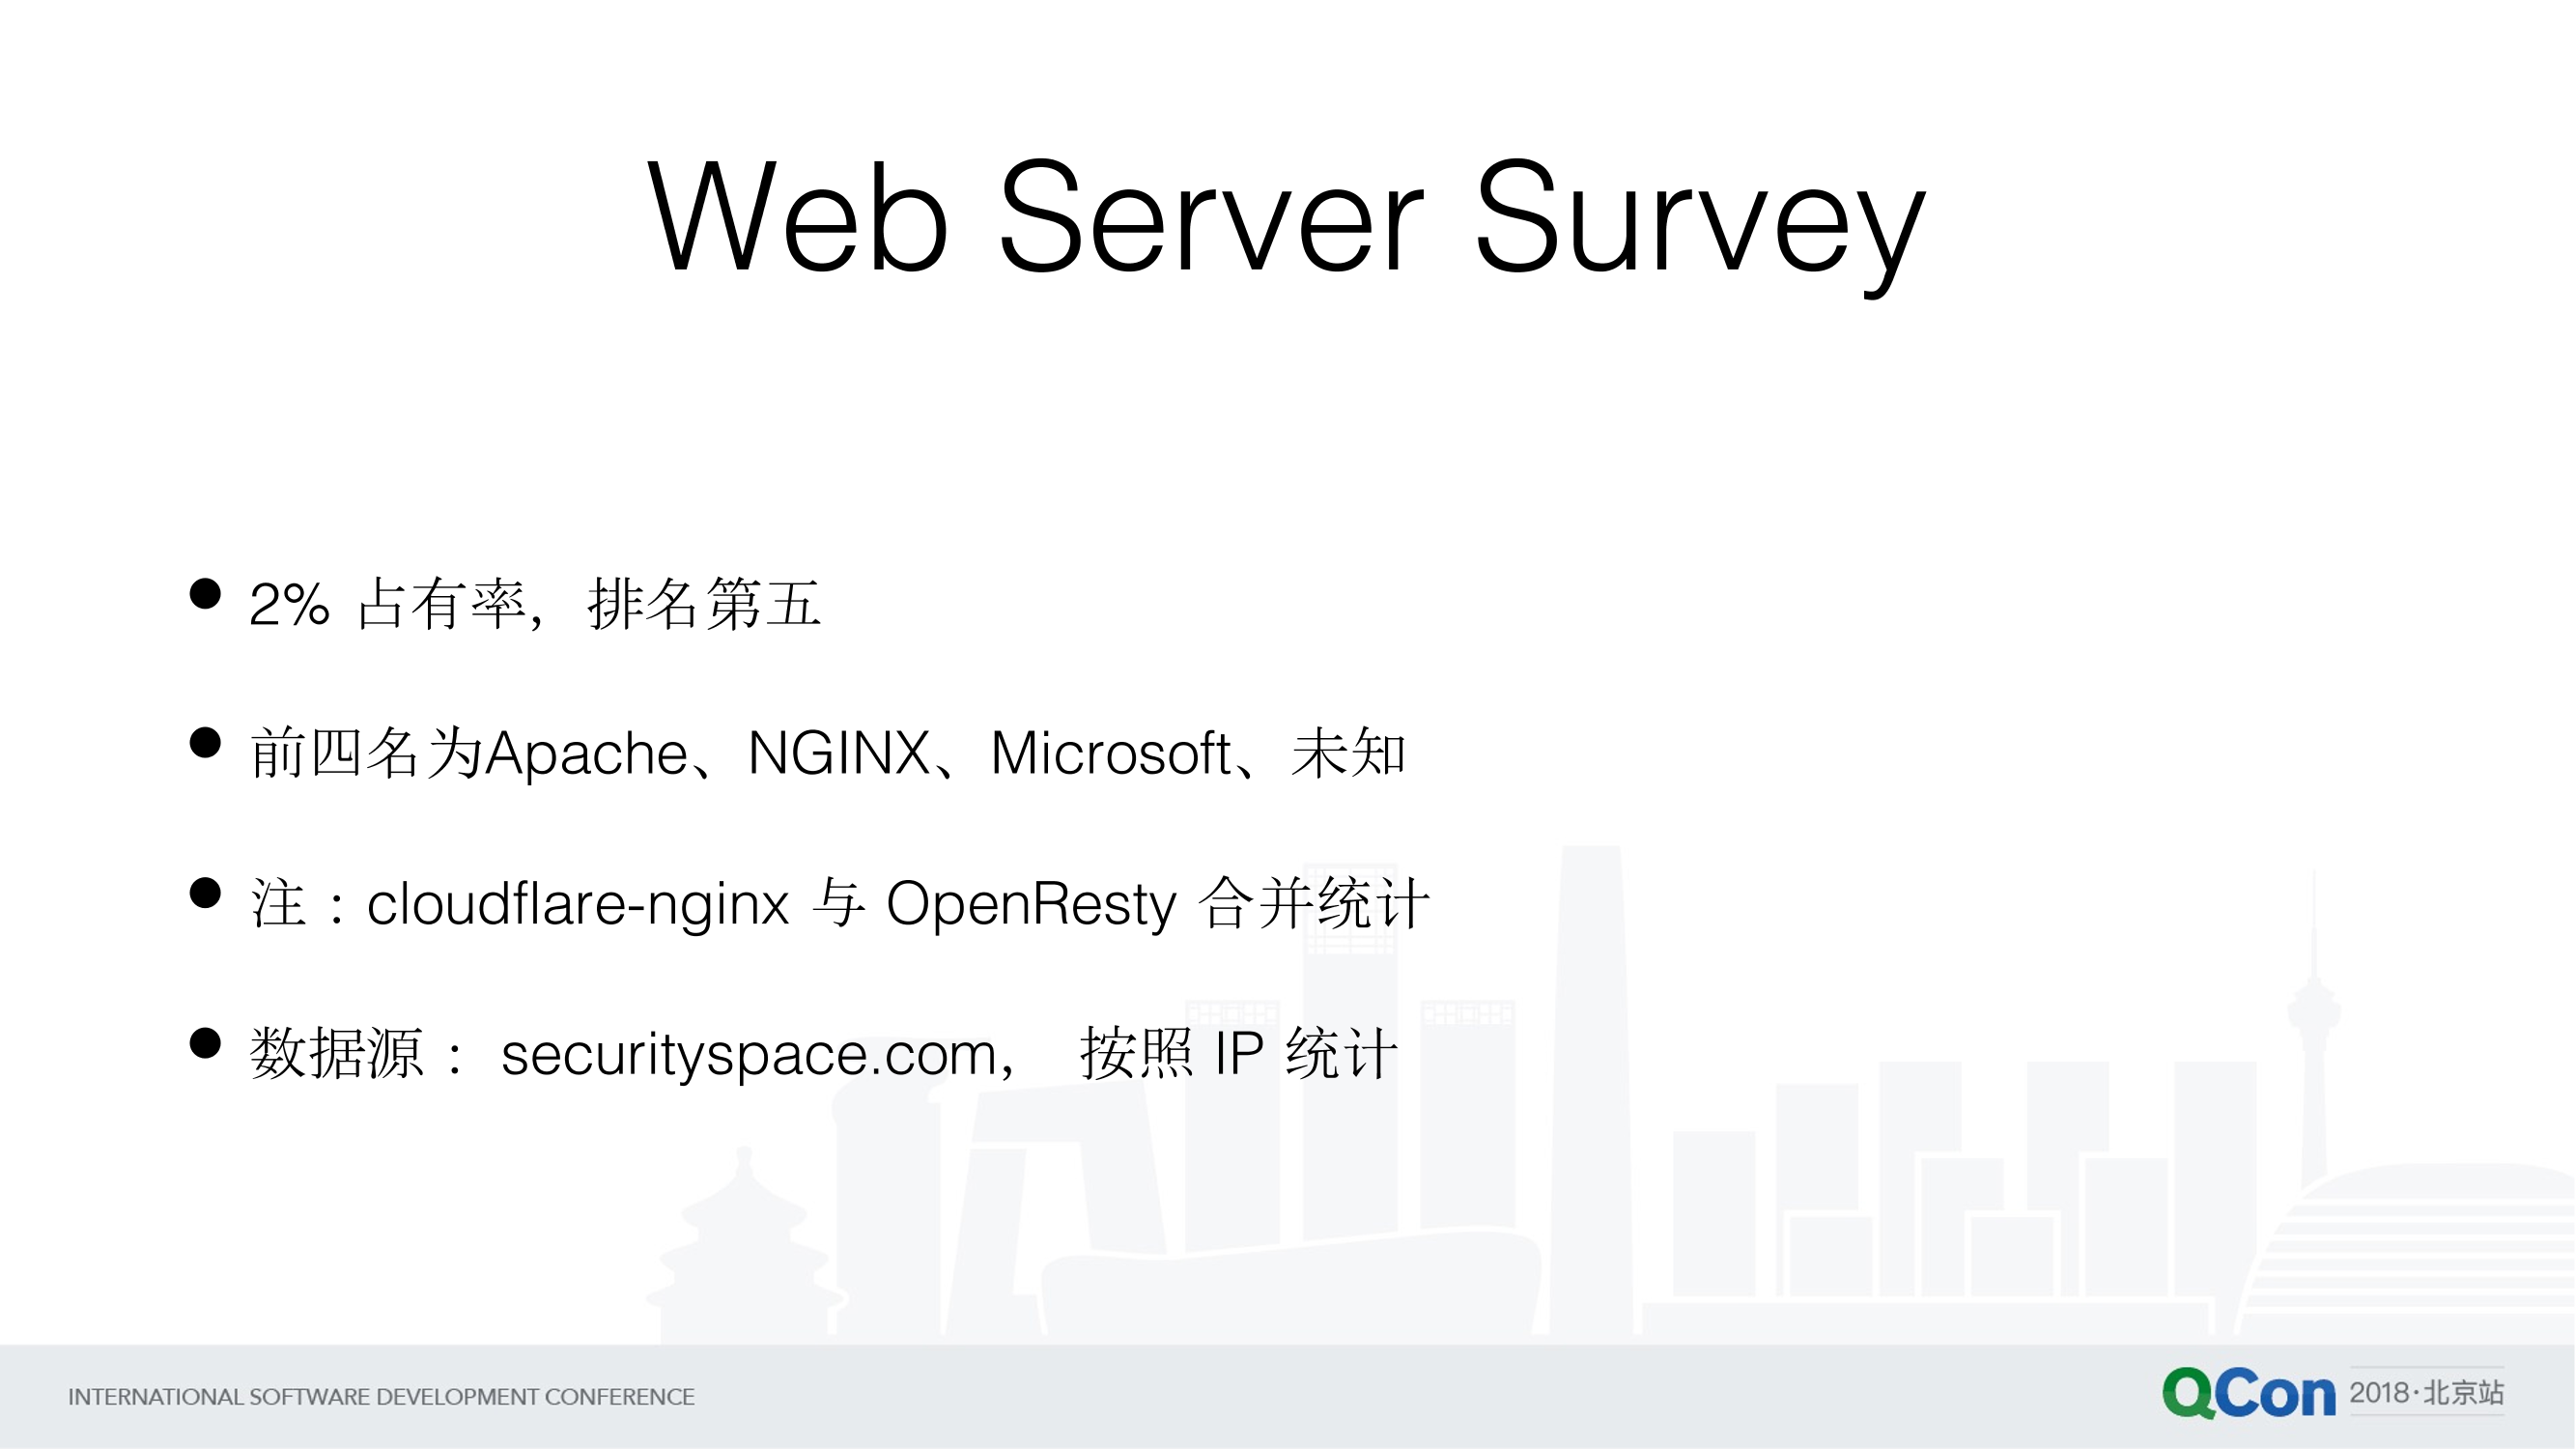 Web Server Survey
2% 占有率，排名第五
前四名为Apache、NGINX、Microsoft、未知
注：cloudflare-nginx 与 OpenResty 合并统计
数据源： securityspace.com， 按照 IP 统计
INTERNATIONAL SOFTWARE DEVELOPMENT CONFERENCE
QCon 2018·北京站